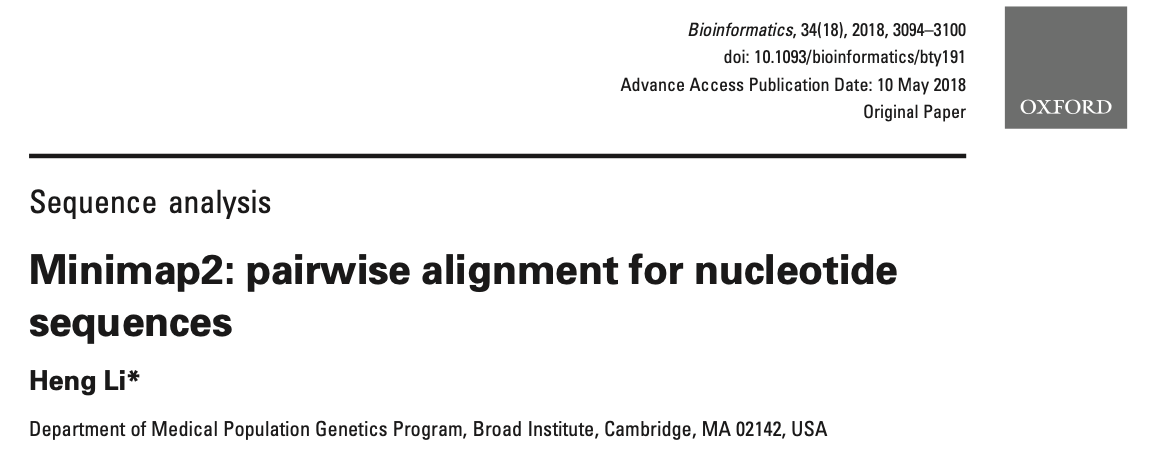 Bioinformatics, 34(18), 2018, 3094–3100
doi: 10.1093/bioinformatics/bty191
Advance Access Publication Date: 10 May 2018
Original Paper
OXFORD
Sequence analysis
Minimap2: pairwise alignment for nucleotide
sequences
Heng Li*
Department of Medical Population Genetics Program, Broad Institute, Cambridge, MA 02142, USA